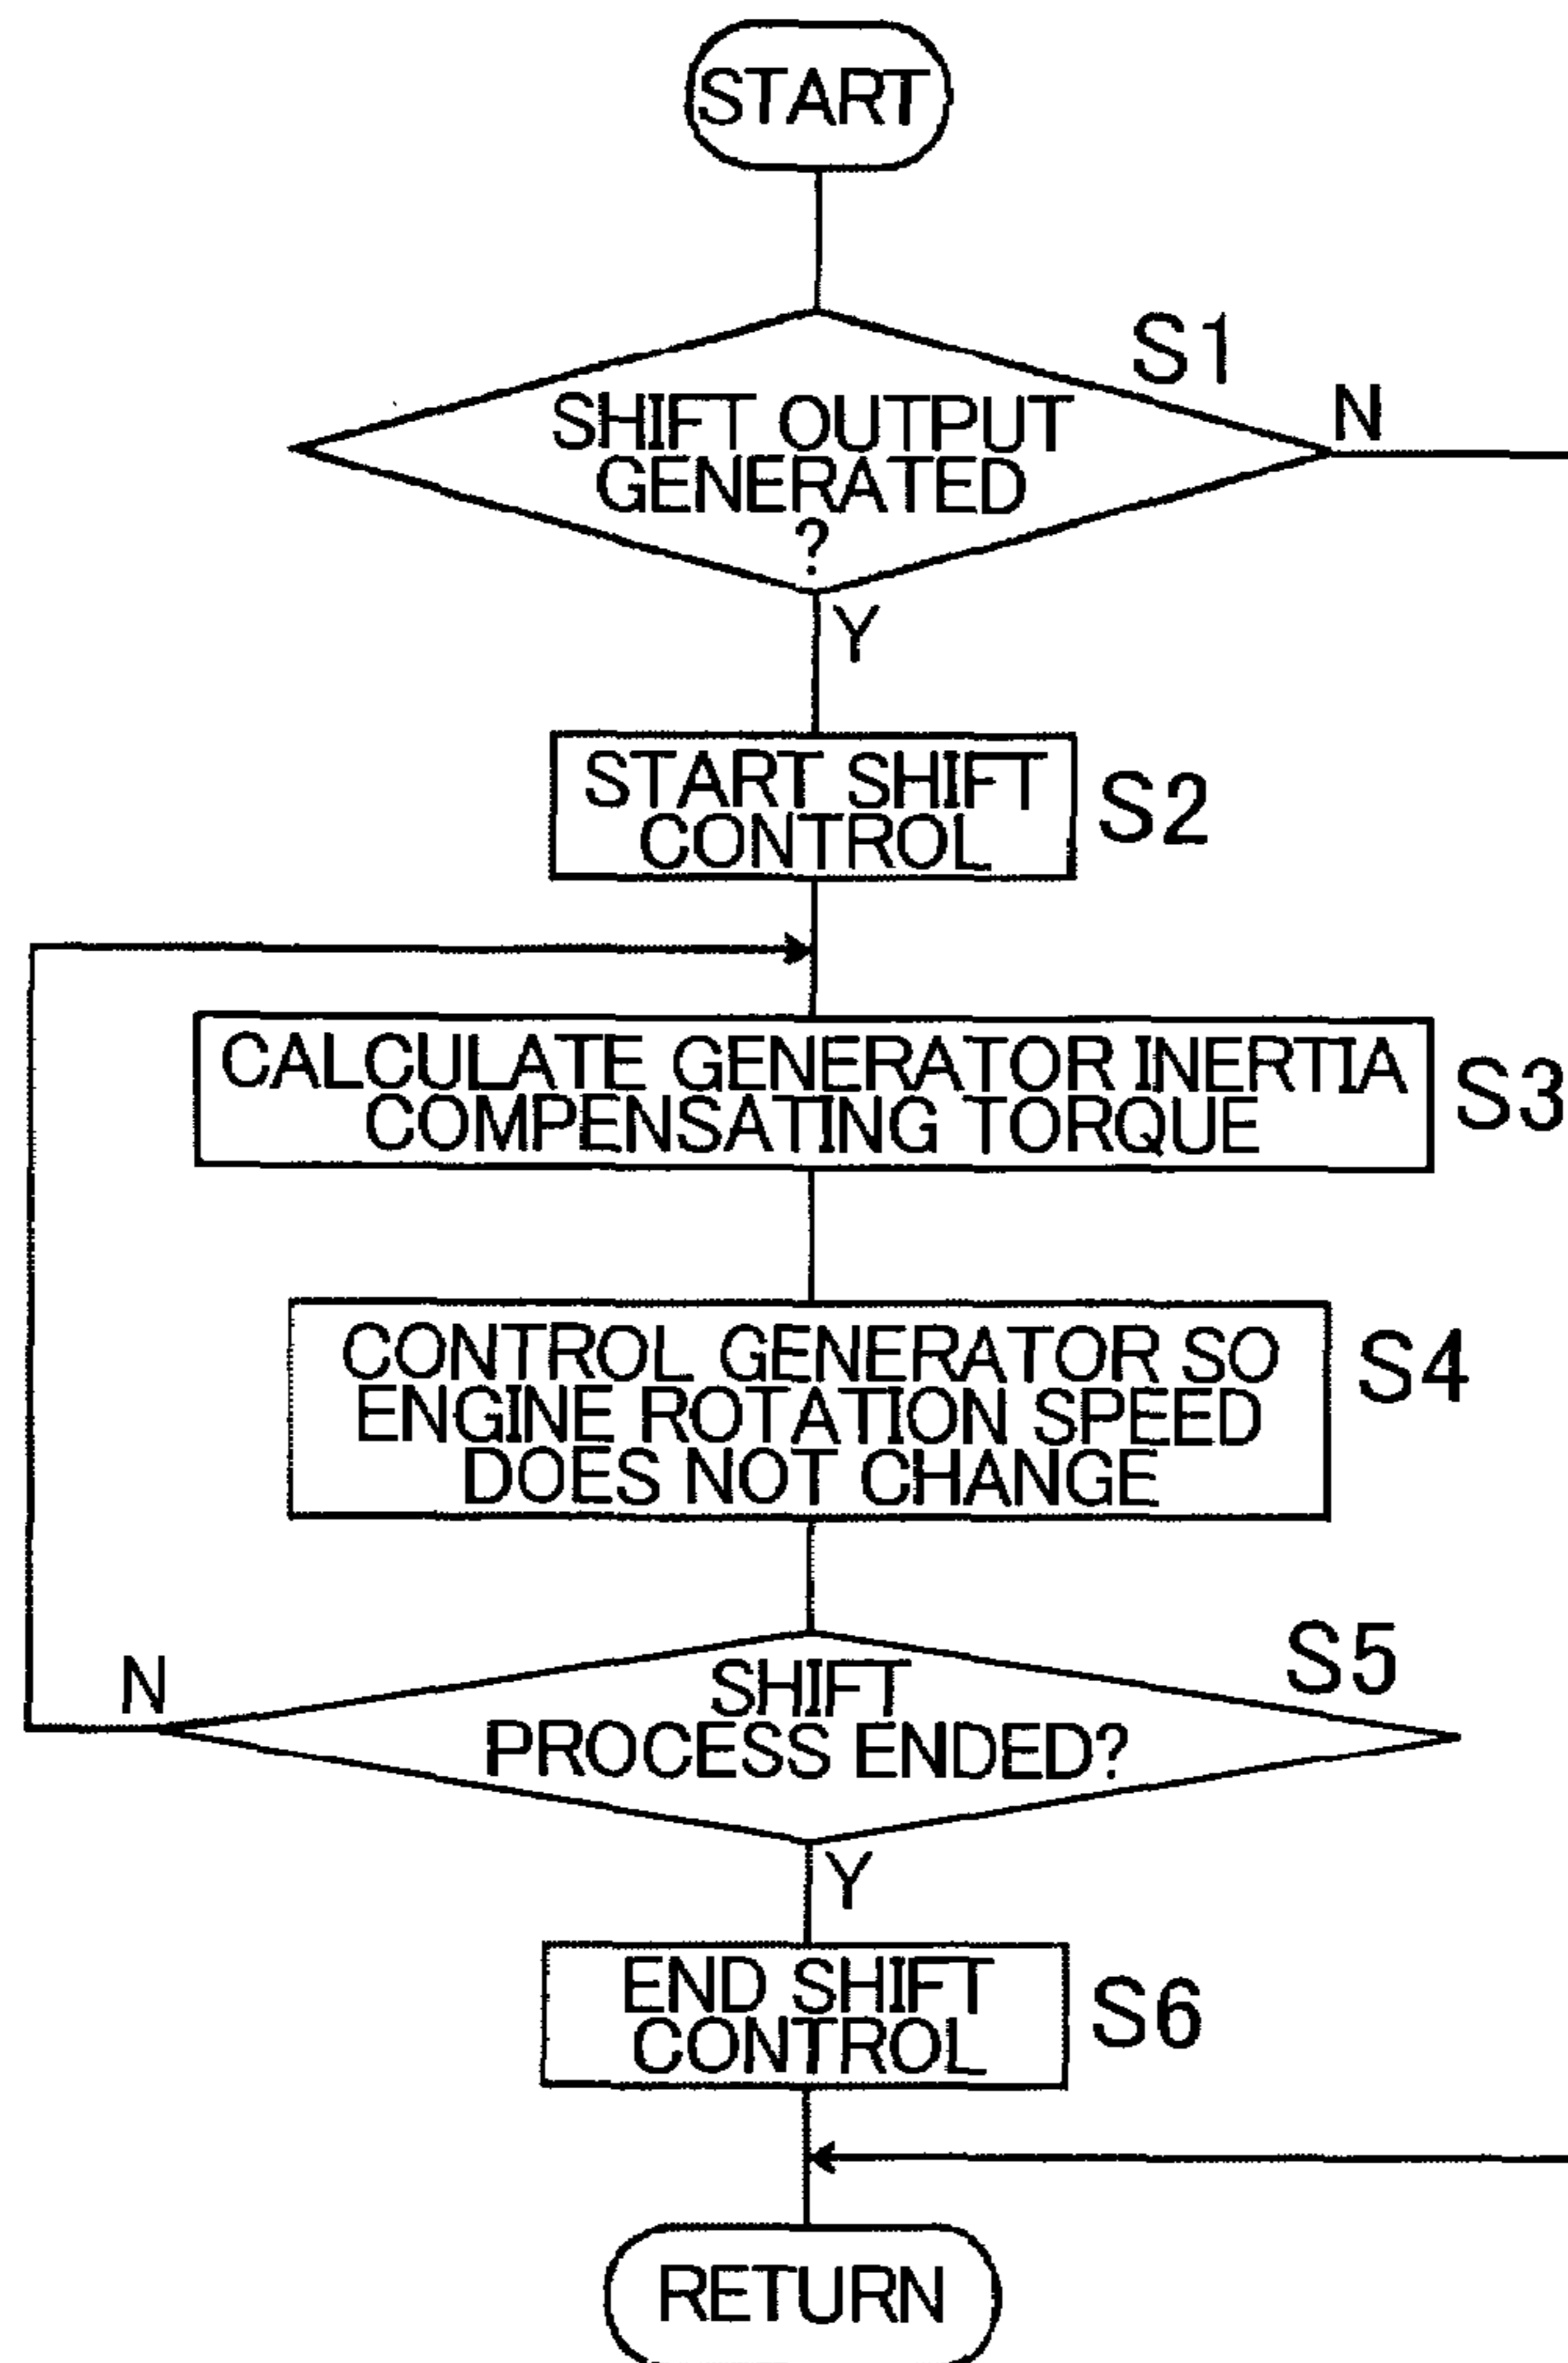 START
S1
SHIFT OUTPUT
GENERATED
?
N
Y
START SHIFT
CONTROL
S2
CALCULATE GENERATOR INERTIA
COMPENSATING TORQUE
S3
CONTROL GENERATOR SO
ENGINE ROTATION SPEED
DOES NOT CHANGE
S4
SHIFT
PROCESS ENDED?
S5
N
Y
END SHIFT
CONTROL
S6
RETURN